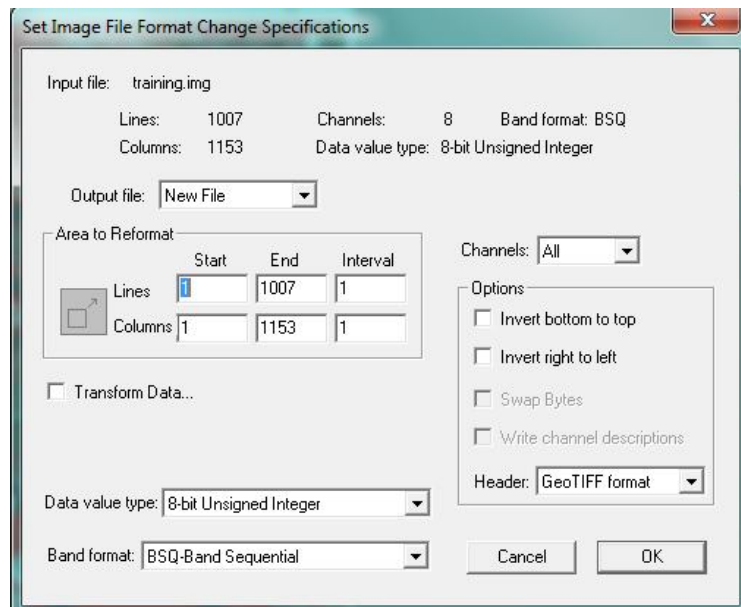 Set Image File Format Change Specifications
X
Input file: training.img
Lines: 1007 Channels: 8 Band format: BSQ
Columns: 1153 Data value type: 8-bit Unsigned Integer
Output file: New File
Area to Reformat
Start End Interval
Lines 1 1007 1
Columns 1 1153 1
Channels: All
Options
Invert bottom to top
Invert right to left
Swap Bytes
Write channel descriptions
Header: GeoTIFF format
Transform Data...
Data value type: 8-bit Unsigned Integer
Band format: BSQ-Band Sequential
Cancel OK